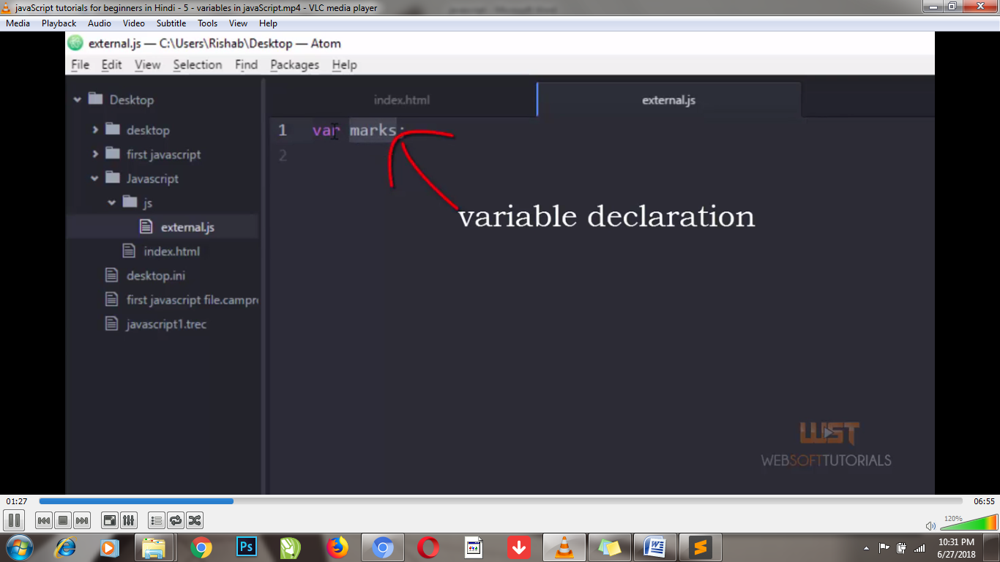 javaScript tutorials for beginners in Hindi - 5 - variables in javaScript.mp4 - VLC media player
Media Playback Audio Video Subtitle Tools View Help
external.js — C:\Users\Rishab\Desktop — Atom
File Edit View Selection Find Packages Help
Desktop
index.html
external.js
desktop
first javascript
Javascript
js
external.js
index.html
desktop.ini
first javascript file.campr
javascript1.trec
1 var marks;
2
variable declaration
WST
WEBSOFTTUTORIALS
01:27
06:55
120%
Ps
W
10:31 PM
6/27/2018